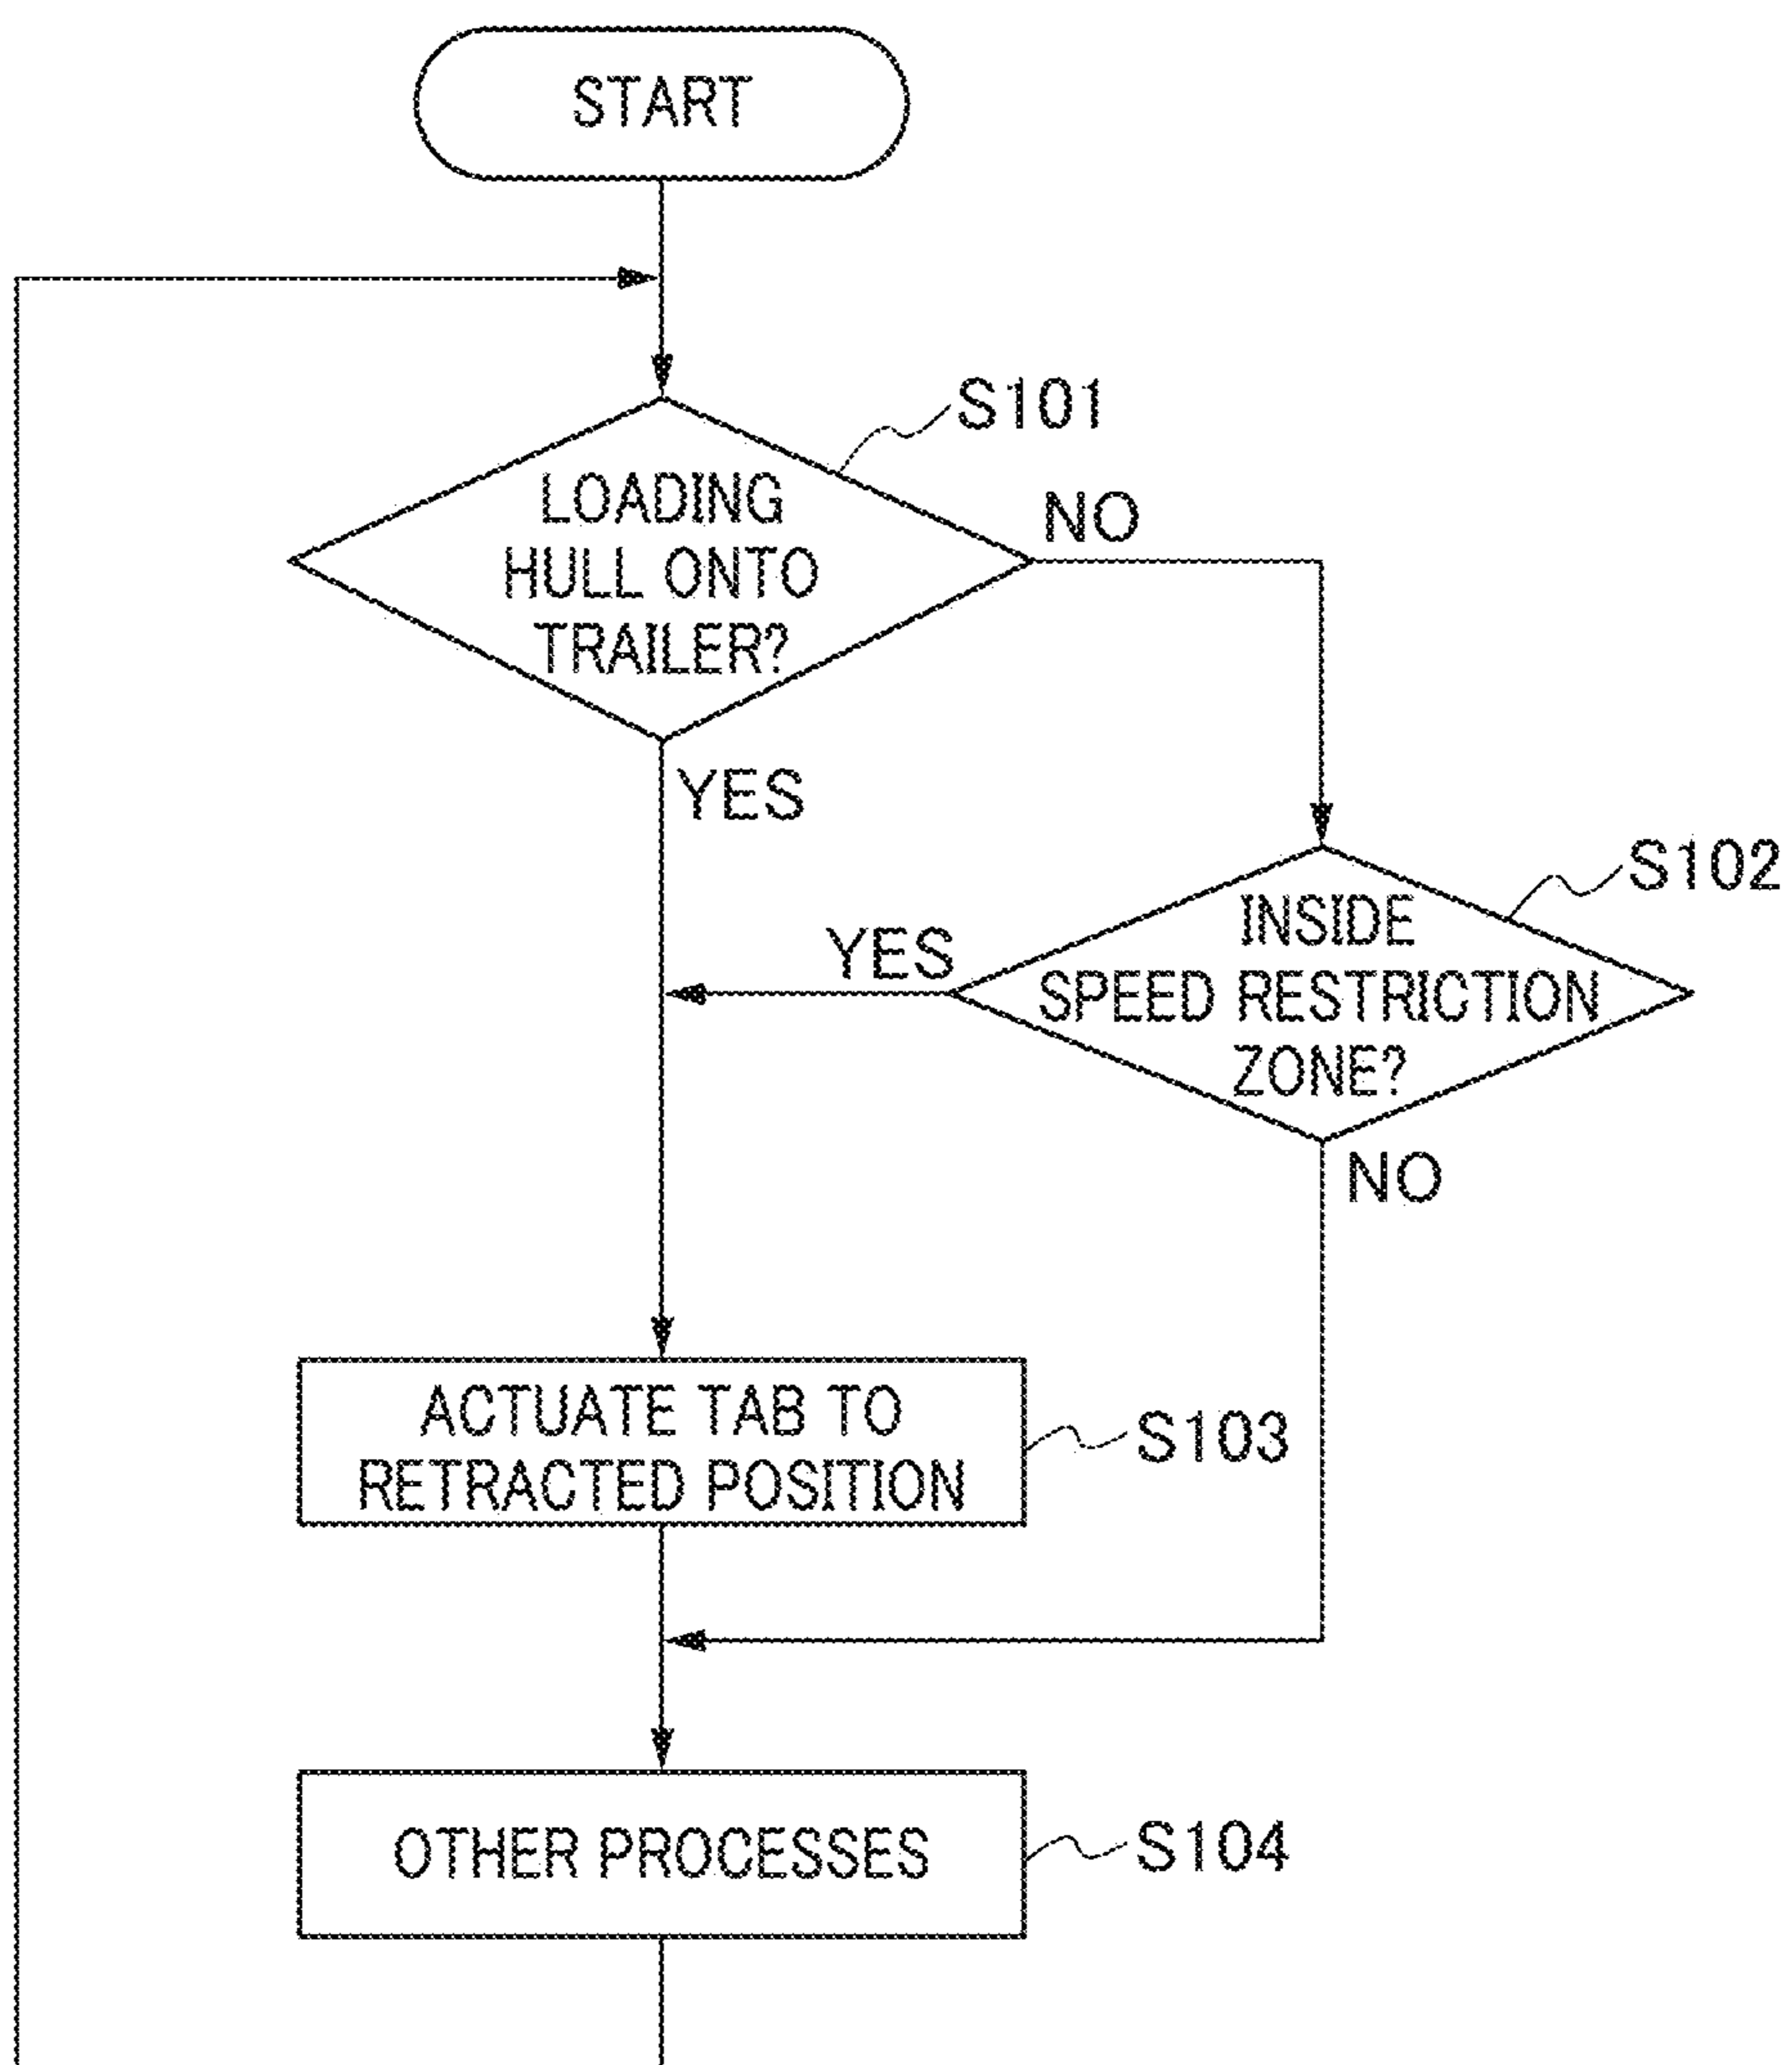 START
S101
LOADING
HULL ONTO
TRAILER?
NO
YES
S102
INSIDE
SPEED RESTRICTION
ZONE?
YES
NO
ACTUATE TAB TO
RETRACTED POSITION
S103
OTHER PROCESSES
S104